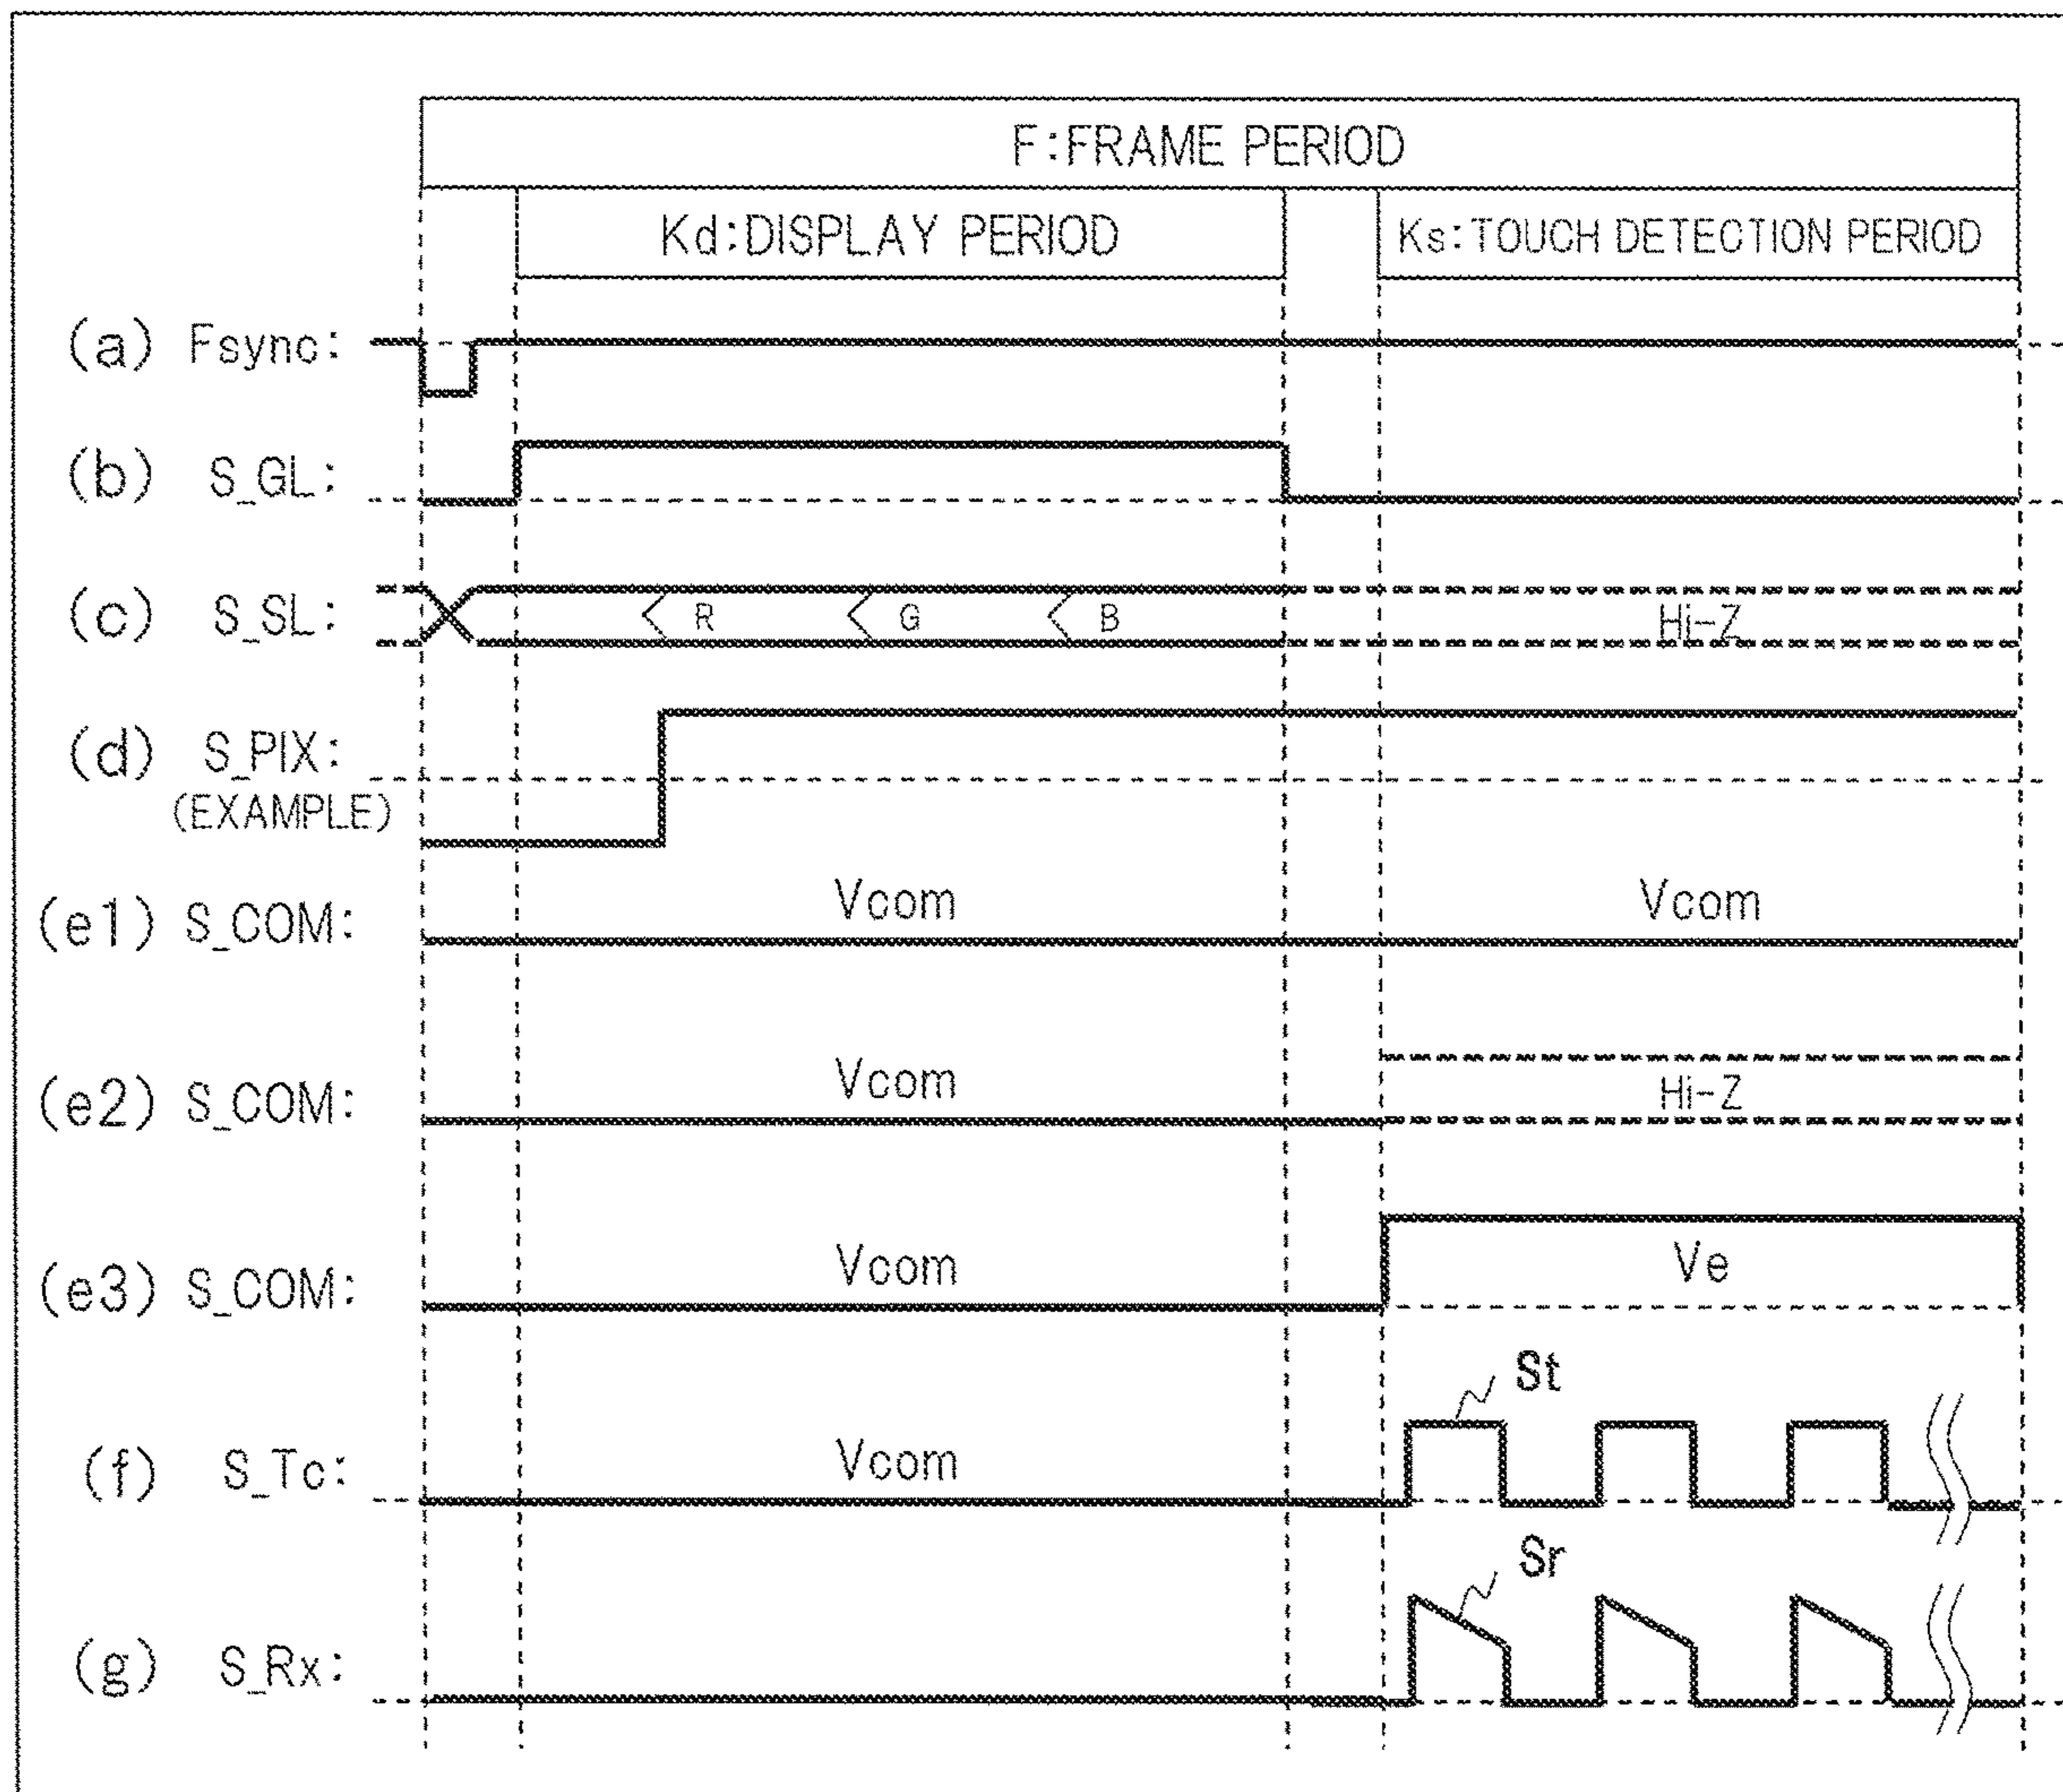 F:FRAME PERIOD
Kd:DISPLAY PERIOD
Ks:TOUCH DETECTION PERIOD
(a) Fsync:
(b) S_GL:
(c) S_SL:
R
G
B
Hi-Z
(d) S_PIX:
(EXAMPLE)
(e1) S_COM:
Vcom
Vcom
(e2) S_COM:
Vcom
Hi-Z
(e3) S_COM:
Vcom
Ve
(f) S_Tc:
Vcom
St
(g) S_Rx:
Sr